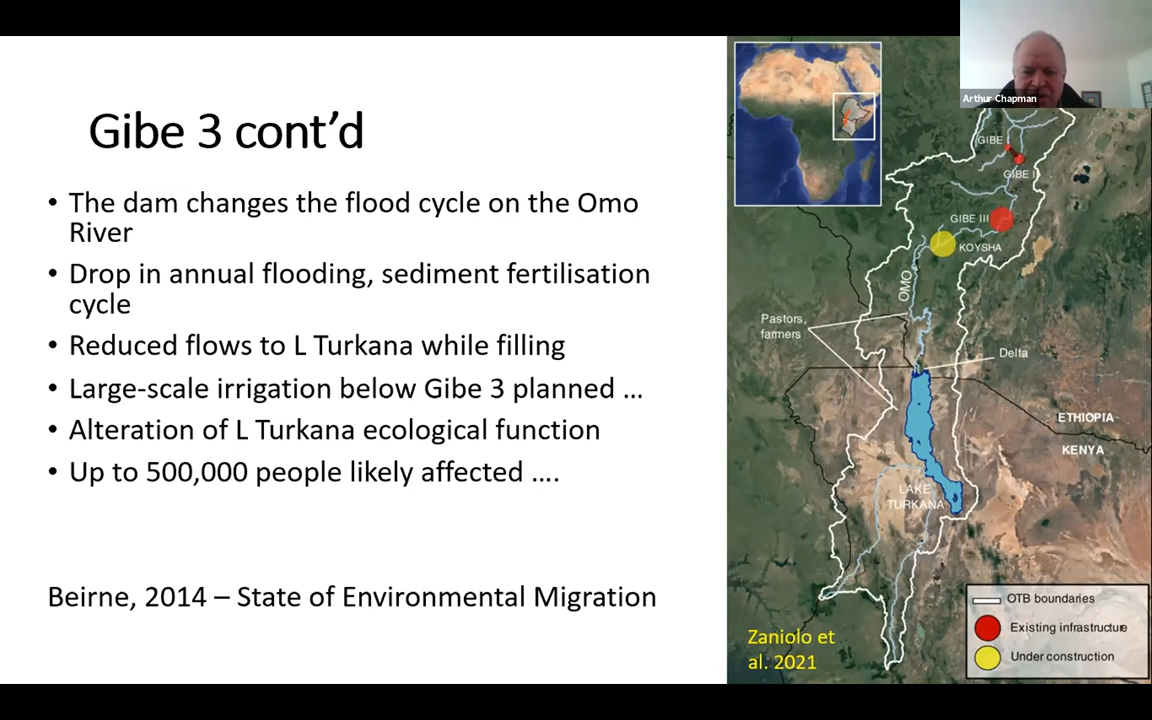 Gibe 3 cont'd
• The dam changes the flood cycle on the Omo
River
• Drop in annual flooding, sediment fertilisation
cycle
• Reduced flows to L Turkana while filling
• Large-scale irrigation below Gibe 3 planned …
• Alteration of L Turkana ecological function
• Up to 500,000 people likely affected ….
Beirne, 2014 – State of Environmental Migration
Arthur Chapman
GIBE I
GIBE II
GIBE III
KOYSHA
OMO
Pastors,
farmers
Delta
ETHIOPIA
KENYA
LAKE
TURKANA
Zaniolo et
al. 2021
OTB boundaries
Existing infrastructure
Under construction